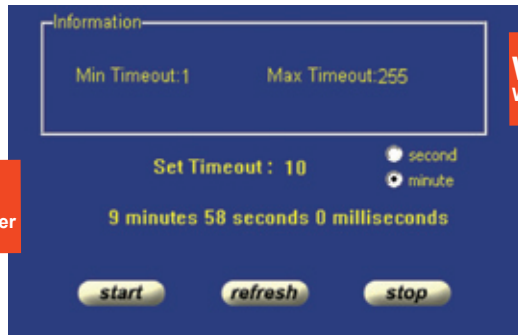 Information
Min Timeout:1 Max Timeout:255
Set Timeout : 10
second
minute
9 minutes 58 seconds 0 milliseconds
start refresh stop